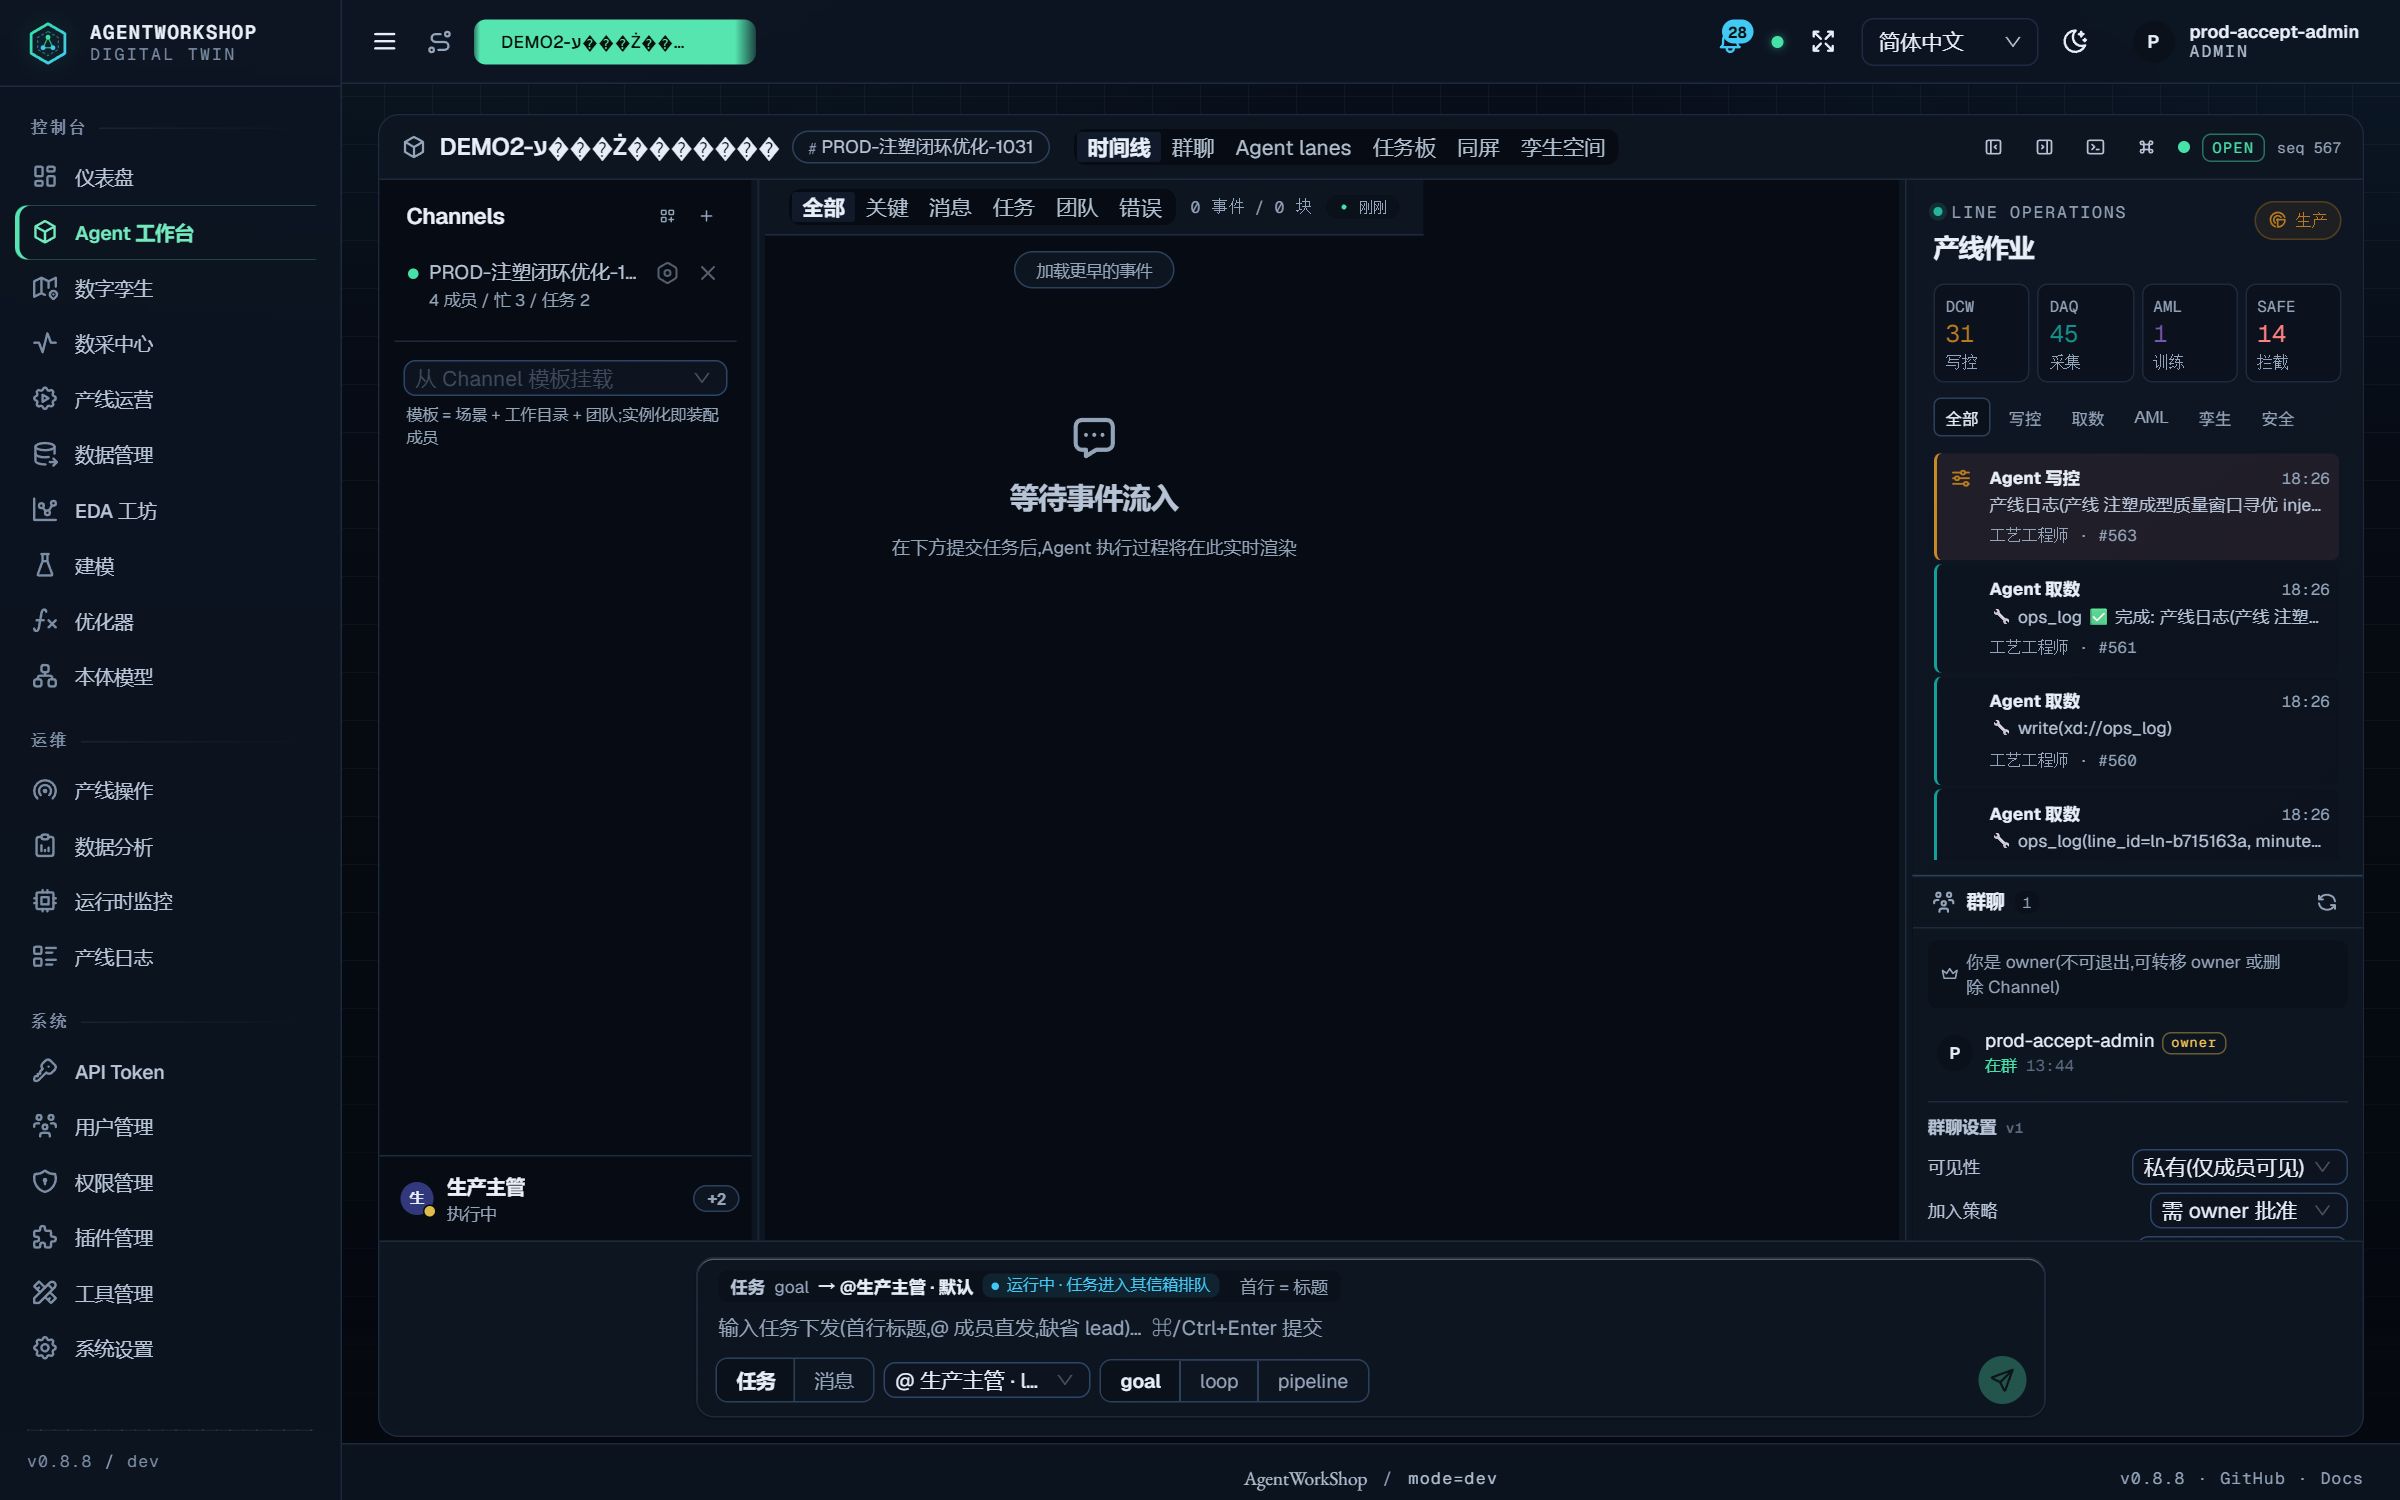 AGENTWORKSHOP
DIGITAL TWIN
控制台
仪表盘
Agent 工作台
数字孪生
数采中心
产线运营
数据管理
EDA 工坊
建模
优化器
本体模型
运维
产线操作
数据分析
运行时监控
产线日志
系统
API Token
用户管理
权限管理
插件管理
工具管理
系统设置
v0.8.8 / dev
DEMO2-ע���Ż��...
28
简体中文
P
prod-accept-admin
ADMIN
DEMO2-ע���Ż�������
# PROD-注塑闭环优化-1031
时间线 群聊 Agent lanes 任务板 同屏 孪生空间
OPEN
seq 567
Channels
PROD-注塑闭环优化-1...
4 成员 / 忙 3 / 任务 2
从 Channel 模板挂载
模板 = 场景 + 工作目录 + 团队;实例化即装配
成员
生
生产主管
执行中
+2
全部 关键 消息 任务 团队 错误 0 事件 / 0 块 • 刚刚
加载更早的事件
等待事件流入
在下方提交任务后,Agent 执行过程将在此实时渲染
LINE OPERATIONS
产线作业
生产
DCW
31
写控
DAQ
45
采集
AML
1
训练
SAFE
14
拦截
全部 写控 取数 AML 孪生 安全
Agent 写控 18:26
产线日志(产线 注塑成型质量窗口寻优 inje...
工艺工程师 · #563
Agent 取数 18:26
🔧 ops_log ✅ 完成: 产线日志(产线 注塑...
工艺工程师 · #561
Agent 取数 18:26
🔧 write(xd://ops_log)
工艺工程师 · #560
Agent 取数 18:26
🔧 ops_log(line_id=ln-b715163a, minute...
群聊 1
你是 owner(不可退出,可转移 owner 或删
除 Channel)
P
prod-accept-admin owner
在群 13:44
群聊设置 v1
可见性 私有(仅成员可见)
加入策略 需 owner 批准
任务 goal → @生产主管 · 默认 • 运行中 · 任务进入其信箱排队 首行 = 标题
输入任务下发(首行标题,@ 成员直发,缺省 lead)... ⌘/Ctrl+Enter 提交
任务 消息 @ 生产主管 · l... goal loop pipeline
AgentWorkShop / mode=dev
v0.8.8 · GitHub · Docs